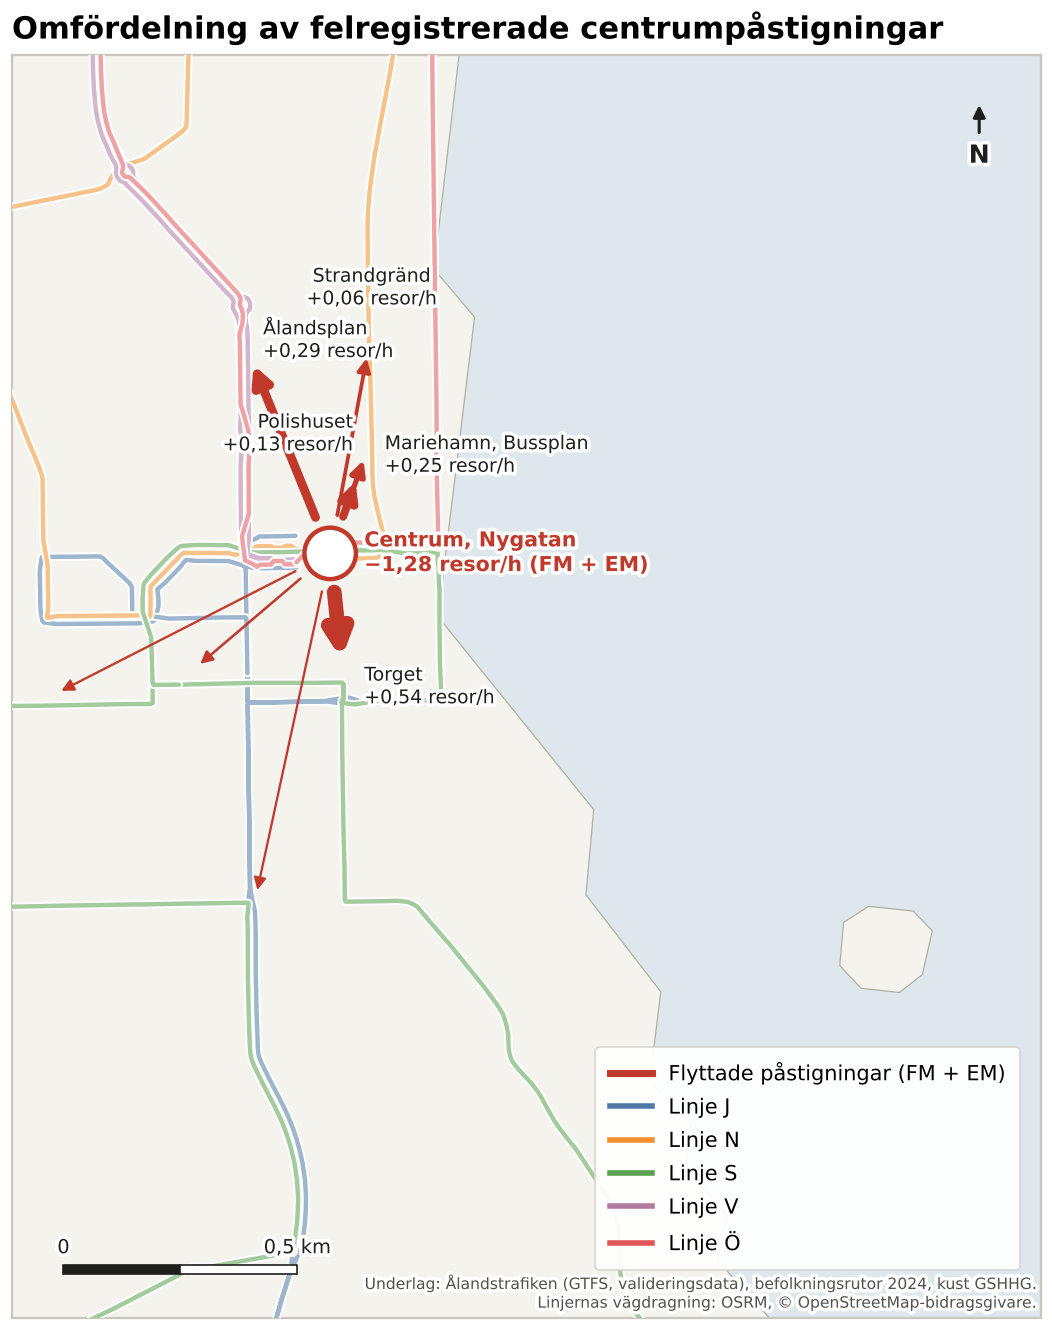 Omfördelning av felregistrerade centrumpåstigningar
N
Strandgränd
+0,06 resor/h
Ålandsplan
+0,29 resor/h
Polishuset
+0,13 resor/h
Mariehamn, Bussplan
+0,25 resor/h
Centrum, Nygatan
−1,28 resor/h (FM + EM)
Torget
+0,54 resor/h
Flyttade påstigningar (FM + EM)
Linje J
Linje N
Linje S
Linje V
Linje Ö
0 0,5 km
Underlag: Ålandstrafiken (GTFS, valideringsdata), befolkningsrutor 2024, kust GSHHG.
Linjernas vägdragning: OSRM, © OpenStreetMap-bidragsgivare.